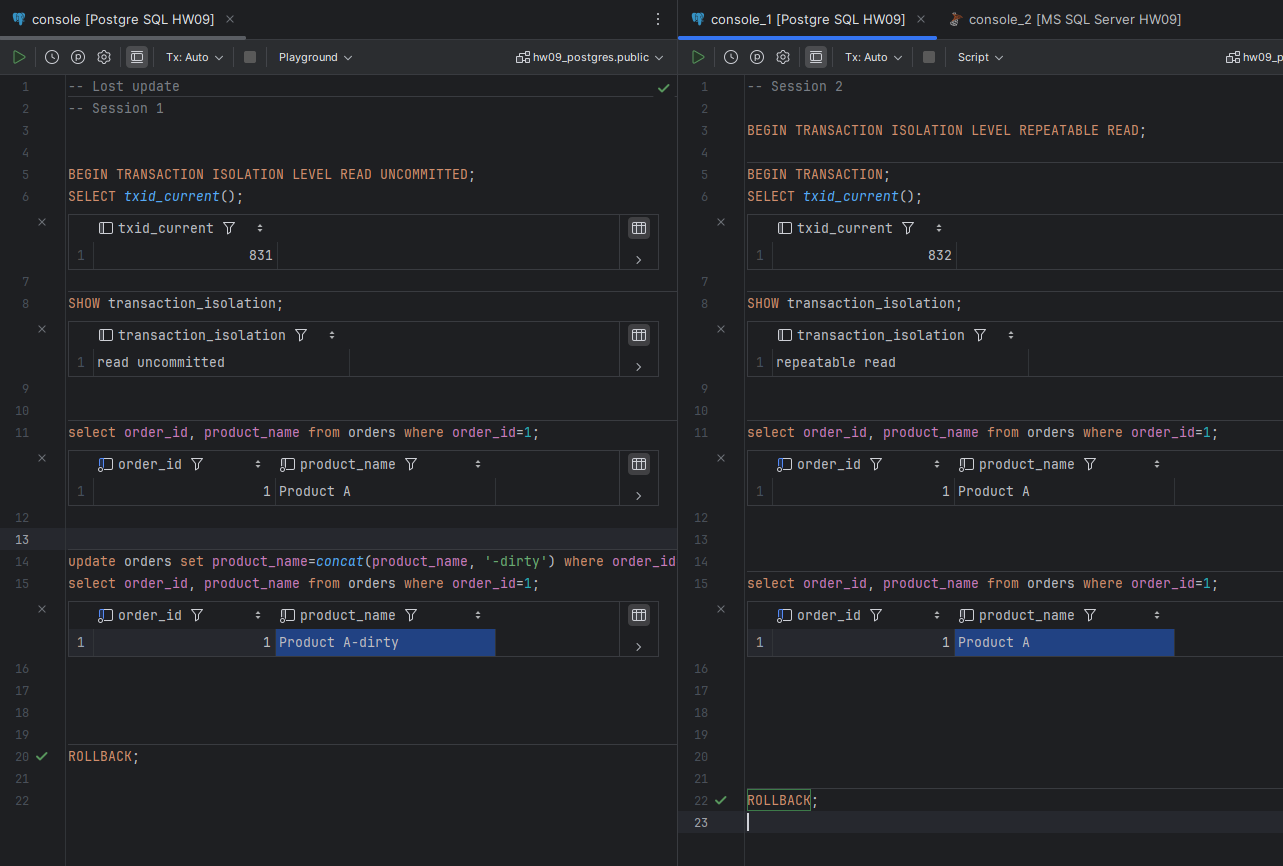 console [Postgre SQL HW09]
Tx: Auto
Playground
hw09_postgres.public
1 -- Lost update
2 -- Session 1
3
4
5 BEGIN TRANSACTION ISOLATION LEVEL READ UNCOMMITTED;
6 SELECT txid_current();
txid_current
1 831
7
8 SHOW transaction_isolation;
transaction_isolation
1 read uncommitted
9
10
11 select order_id, product_name from orders where order_id=1;
order_id product_name
1 1 Product A
12
13
14 update orders set product_name=concat(product_name, '-dirty') where order_id
15 select order_id, product_name from orders where order_id=1;
order_id product_name
1 1 Product A-dirty
16
17
18
19
20 ROLLBACK;
21
22
console_1 [Postgre SQL HW09]
console_2 [MS SQL Server HW09]
Tx: Auto
Script
hw09_p
1 -- Session 2
2
3 BEGIN TRANSACTION ISOLATION LEVEL REPEATABLE READ;
4
5 BEGIN TRANSACTION;
6 SELECT txid_current();
txid_current
1 832
7
8 SHOW transaction_isolation;
transaction_isolation
1 repeatable read
9
10
11 select order_id, product_name from orders where order_id=1;
order_id product_name
1 1 Product A
12
13
14
15 select order_id, product_name from orders where order_id=1;
order_id product_name
1 1 Product A
16
17
18
19
20
21
22 ROLLBACK;
23